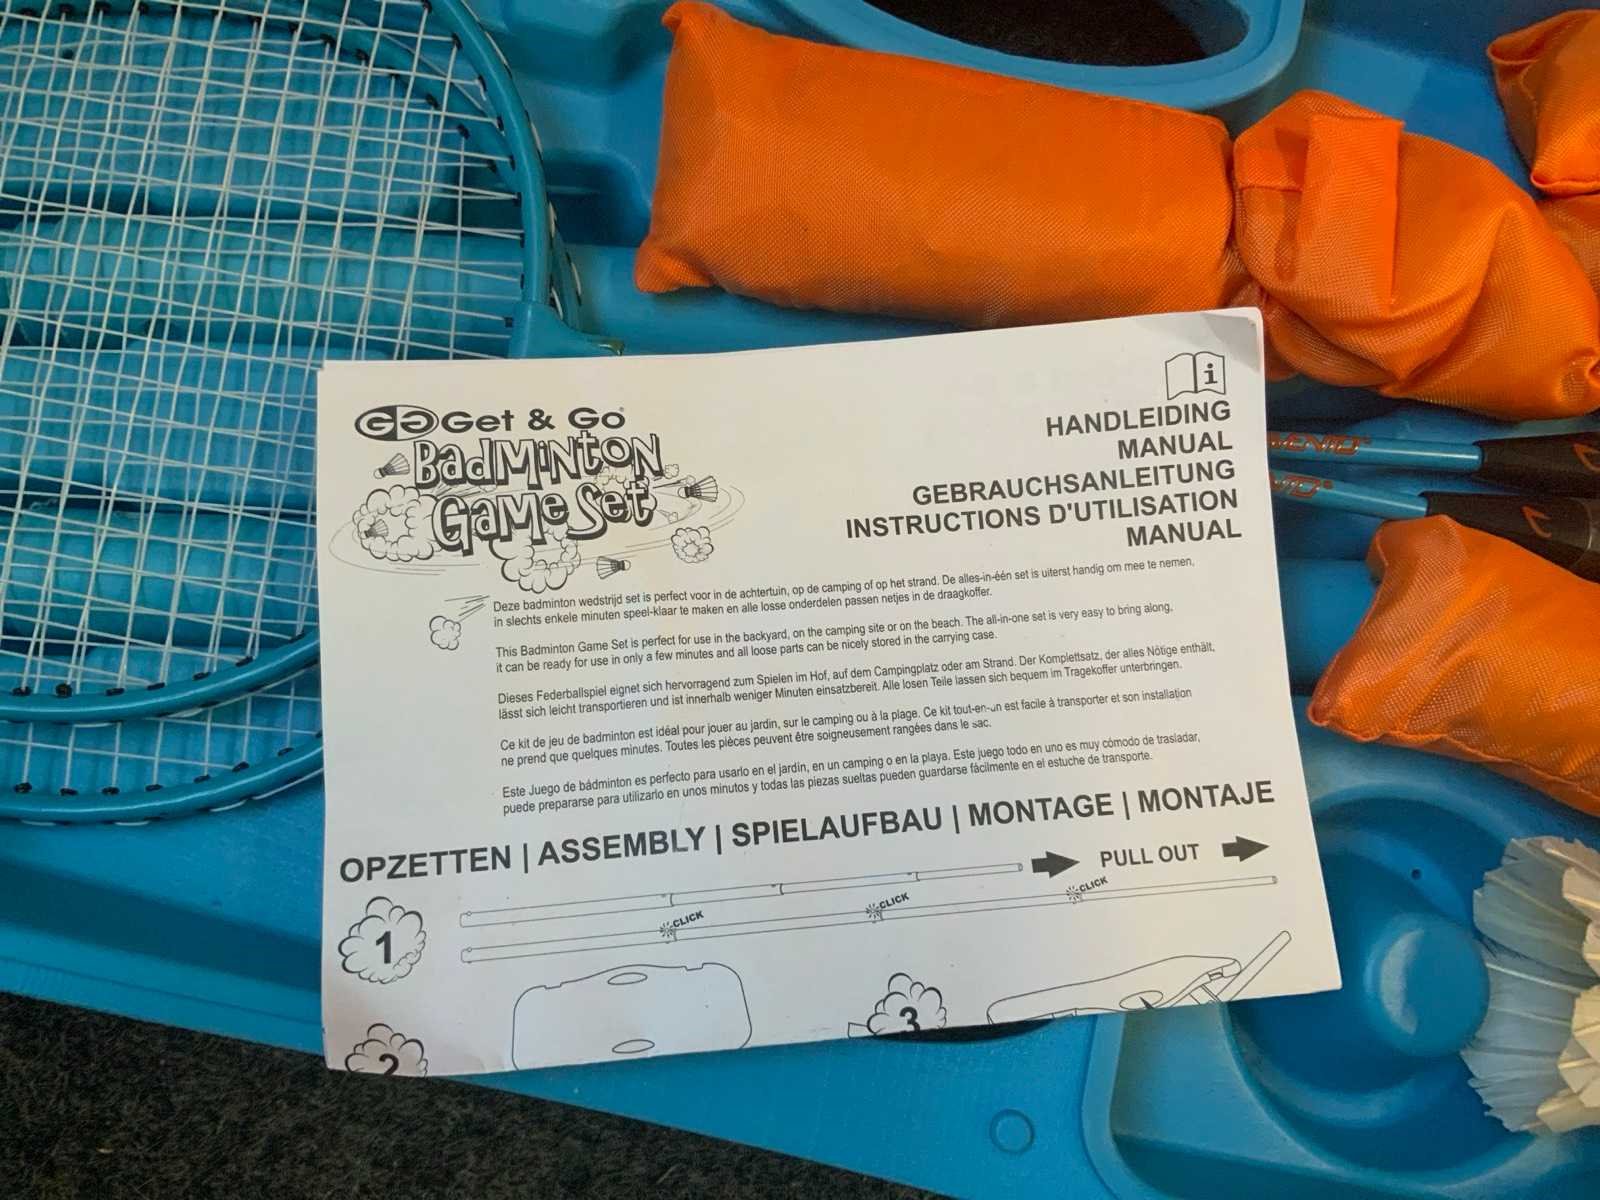 Get & Go®
Badminton
Game Set
i
HANDLEIDING
MANUAL
GEBRAUCHSANLEITUNG
INSTRUCTIONS D'UTILISATION
MANUAL
Deze badminton wedstrijd set is perfect voor in de achtertuin, op de camping of op het strand. De alles-in-één set is uiterst handig om mee te nemen,
in slechts enkele minuten speel-klaar te maken en alle losse onderdelen passen netjes in de draagkoffer.
This Badminton Game Set is perfect for use in the backyard, on the camping site or on the beach. The all-in-one set is very easy to bring along,
it can be ready for use in only a few minutes and all loose parts can be nicely stored in the carrying case.
Dieses Federballspiel eignet sich hervorragend zum Spielen im Hof, auf dem Campingplatz oder am Strand. Der Komplettsatz, der alles Nötige enthält,
lässt sich leicht transportieren und ist innerhalb weniger Minuten einsatzbereit. Alle losen Teile lassen sich bequem im Tragekoffer unterbringen.
Ce kit de jeu de badminton est idéal pour jouer au jardin, sur le camping ou à la plage. Ce kit tout-en-un est facile à transporter et son installation
ne prend que quelques minutes. Toutes les pièces peuvent être soigneusement rangées dans le sac.
Este Juego de bádminton es perfecto para usarlo en el jardín, en un camping o en la playa. Este juego todo en uno es muy cómodo de trasladar,
puede prepararse para utilizarlo en unos minutos y todas las piezas sueltas pueden guardarse fácilmente en el estuche de transporte.
OPZETTEN | ASSEMBLY | SPIELAUFBAU | MONTAGE | MONTAJE
PULL OUT
CLICK
CLICK
CLICK
1
2
3